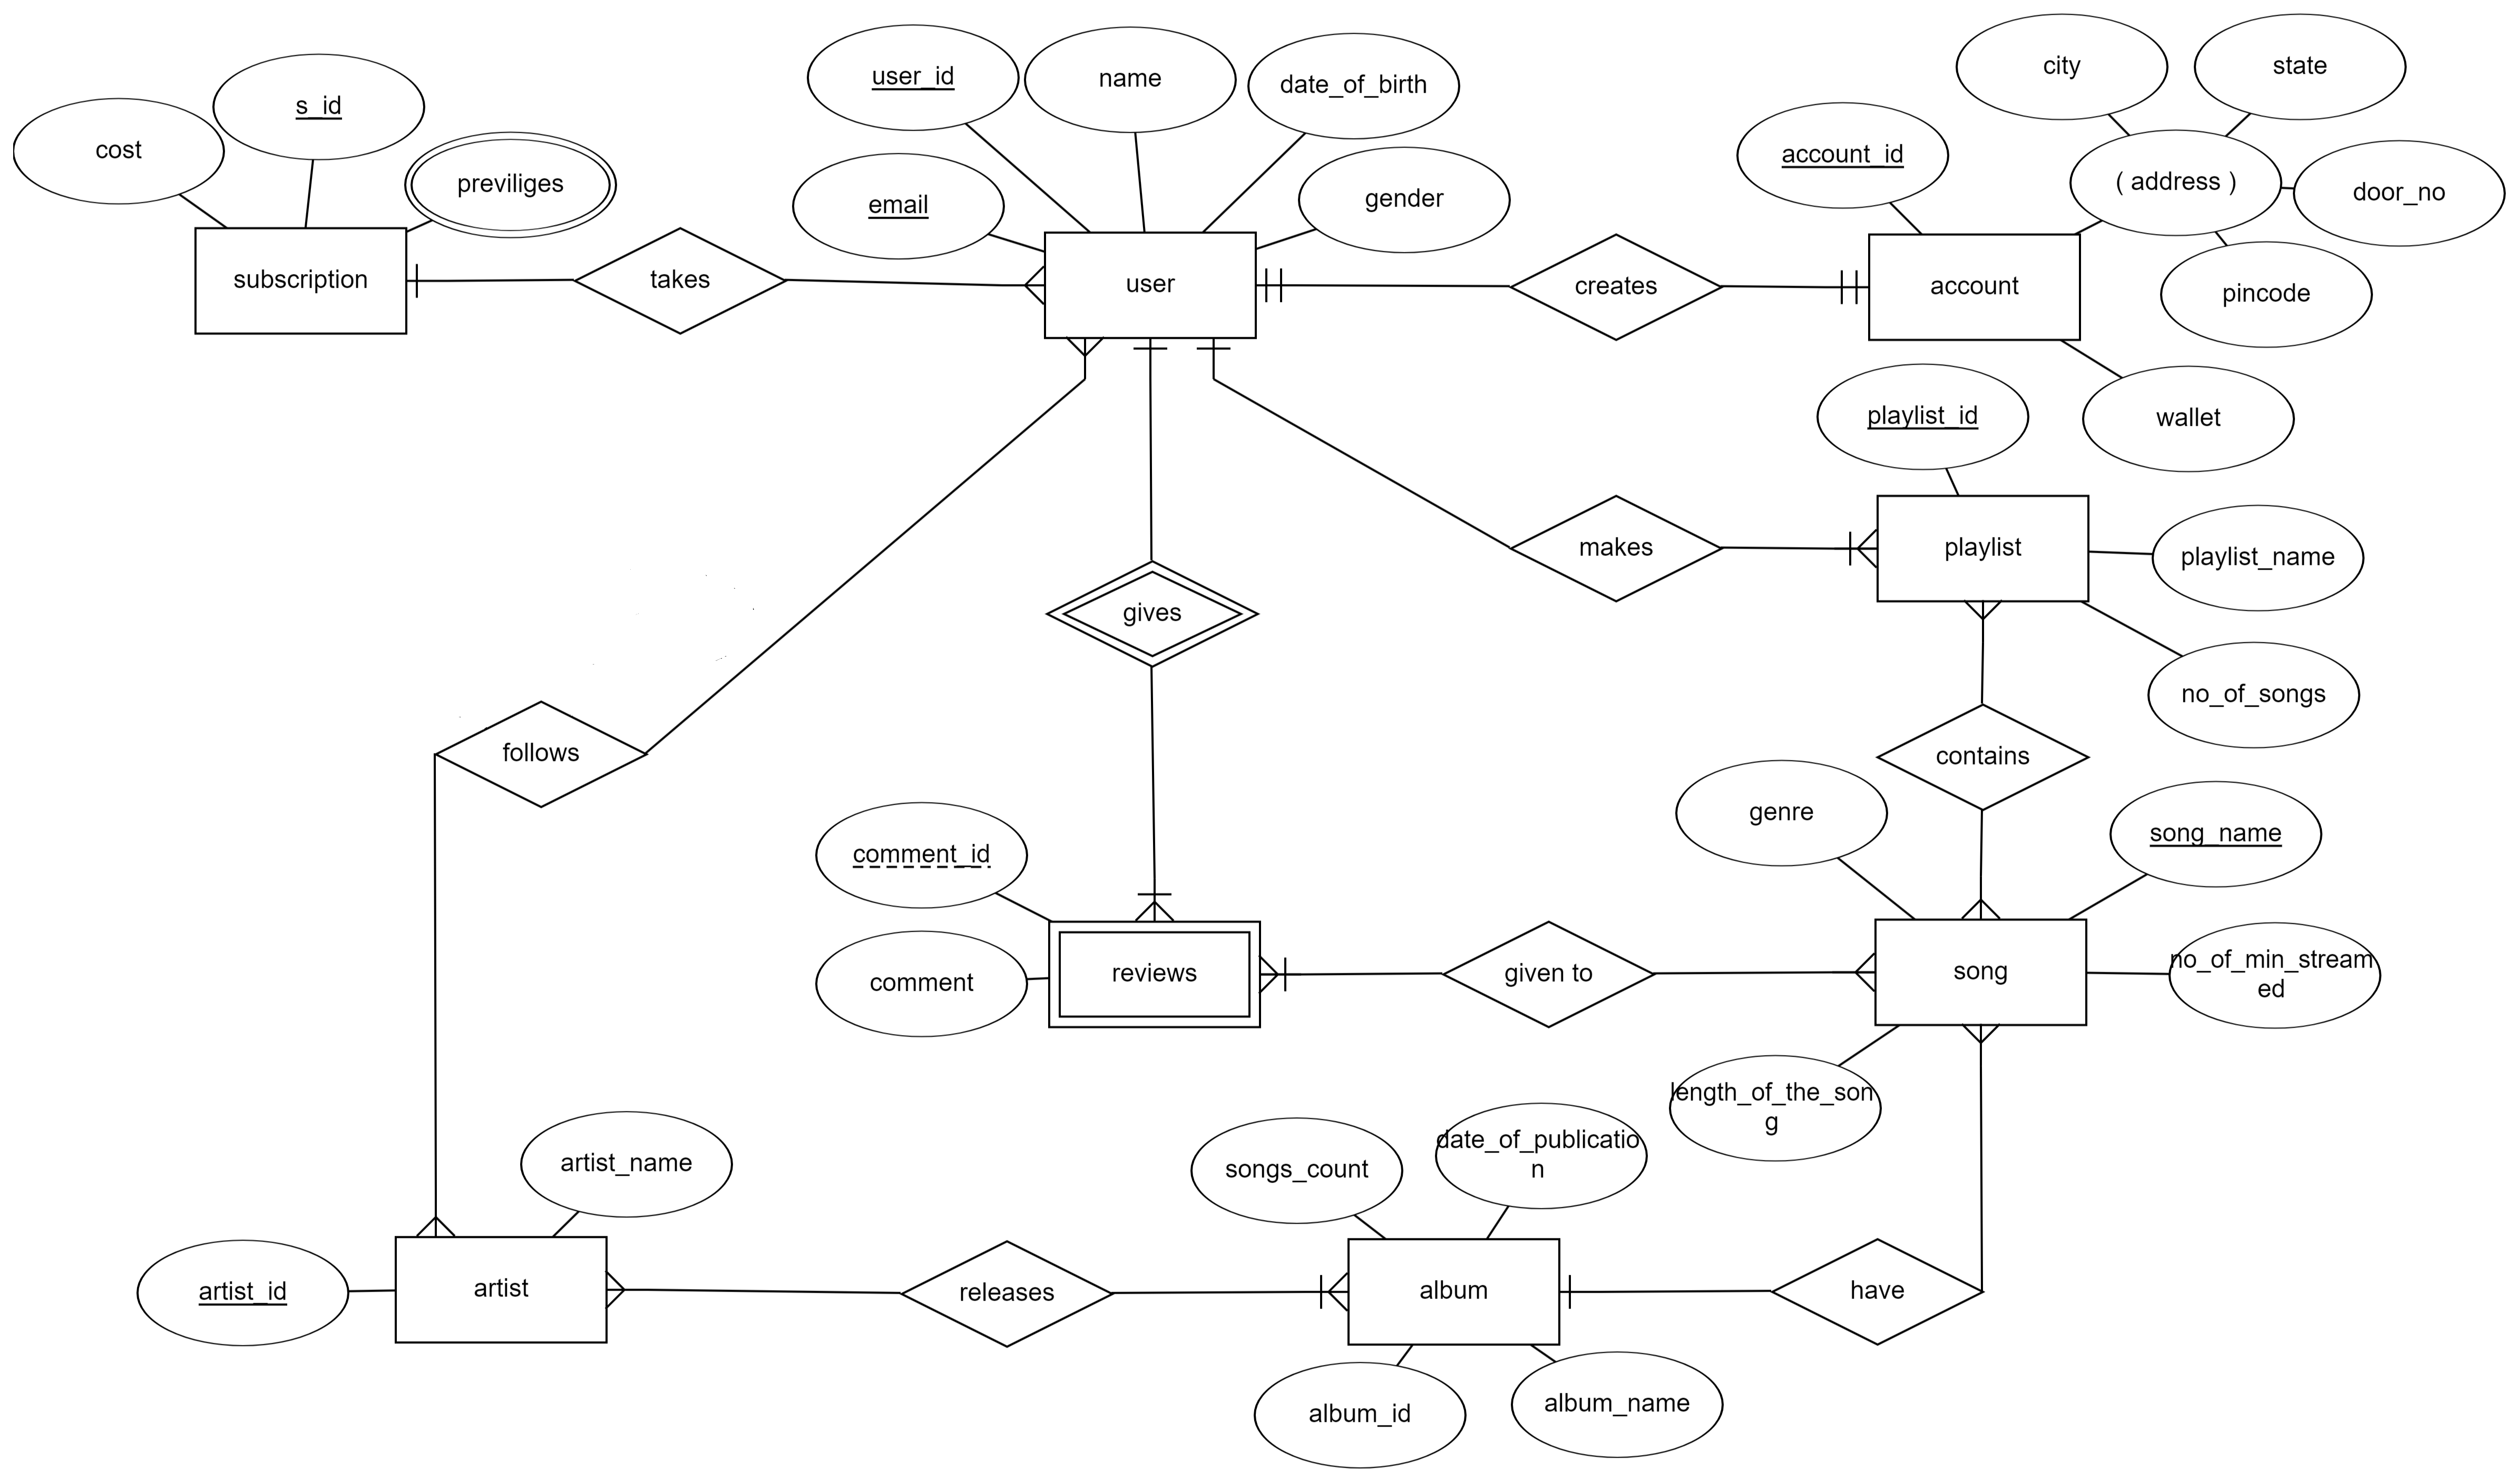 user_id
name
date_of_birth
city
state
s_id
cost
previliges
email
gender
account_id
( address )
door_no
subscription
takes
user
creates
account
pincode
playlist_id
wallet
makes
playlist
playlist_name
gives
no_of_songs
follows
contains
genre
song_name
comment_id
comment
reviews
given to
song
no_of_min_stream
ed
length_of_the_son
g
artist_name
songs_count
date_of_publicatio
n
artist_id
artist
releases
album
have
album_id
album_name